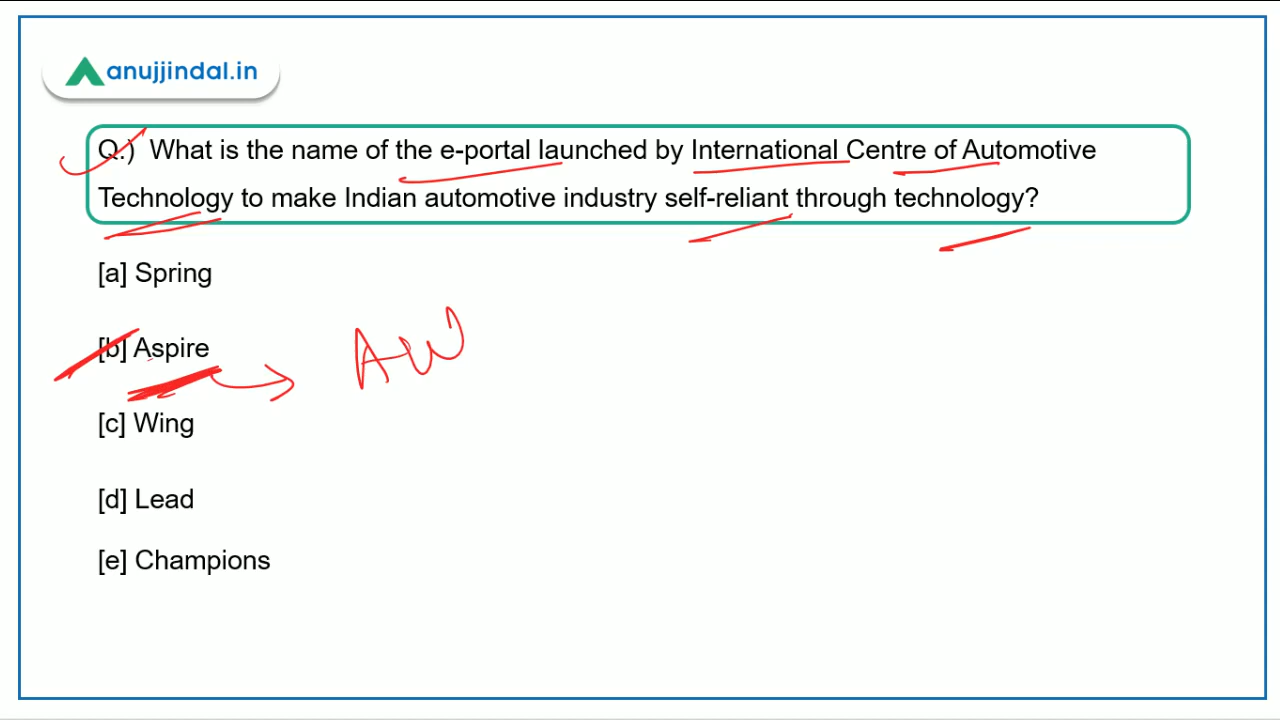 anujjindal.in
Q.) What is the name of the e-portal launched by International Centre of Automotive
Technology to make Indian automotive industry self-reliant through technology?
[a] Spring
[b] Aspire
AW
[c] Wing
[d] Lead
[e] Champions